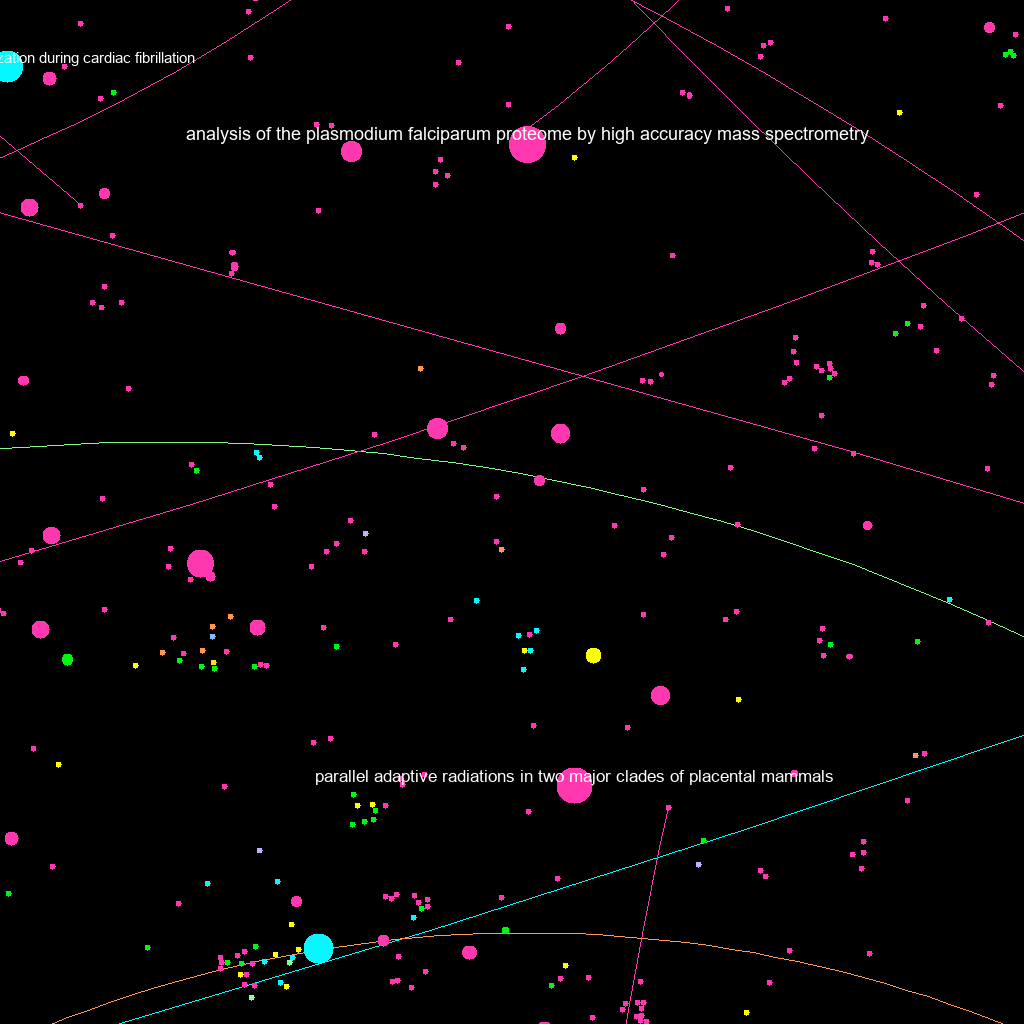 zation during cardiac fibrillation
analysis of the plasmodium falciparum proteome by high accuracy mass spectrometry
parallel adaptive radiations in two major clades of placental mammals